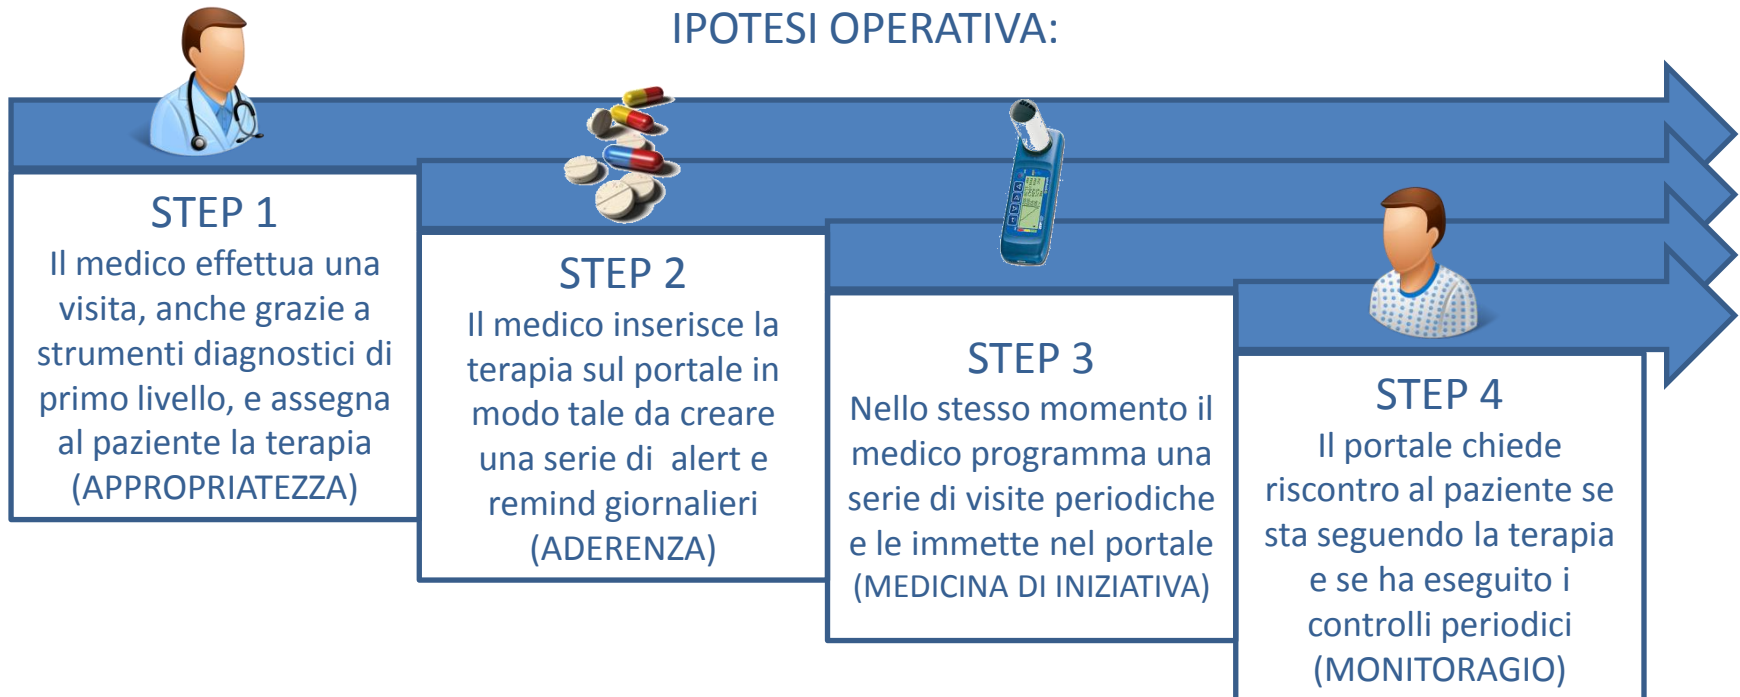 IPOTESI OPERATIVA:
STEP 1
Il medico effettua una
visita, anche grazie a
strumenti diagnostici di
primo livello, e assegna
al paziente la terapia
(APPROPRIATEZZA)
STEP 2
Il medico inserisce la
terapia sul portale in
modo tale da creare
una serie di  alert e
remind giornalieri
(ADERENZA)
STEP 3
Nello stesso momento il
medico programma una
serie di visite periodiche
e le immette nel portale
(MEDICINA DI INIZIATIVA)
STEP 4
Il portale chiede
riscontro al paziente se
sta seguendo la terapia
e se ha eseguito i
controlli periodici
(MONITORAGIO)